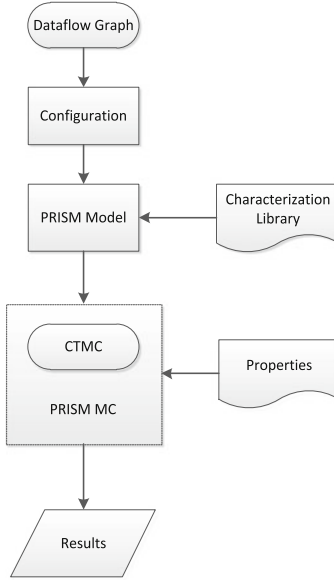 Dataflow Graph
Configuration
PRISM Model
Characterization
Library
CTMC
PRISM MC
Properties
Results